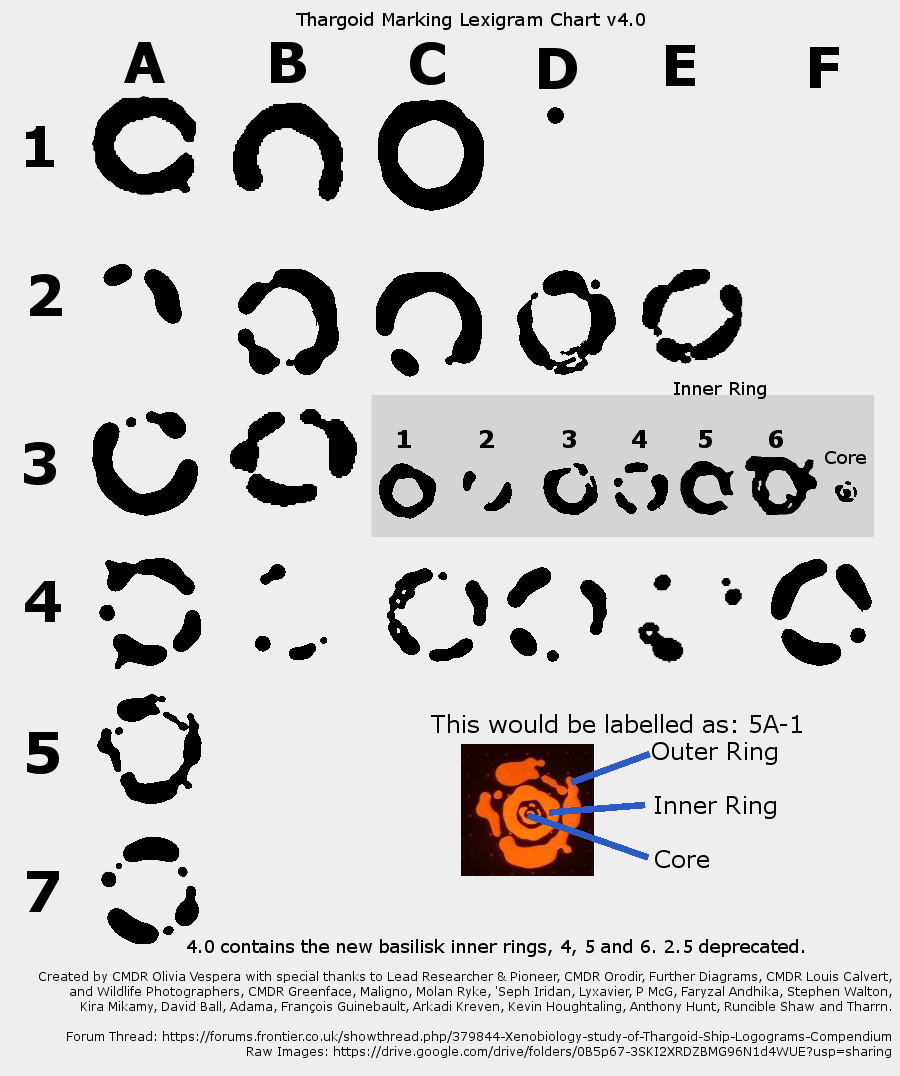 Thargoid Marking Lexigram Chart v4.0
A B C D E F
1
2
Inner Ring
3
1 2 3 4 5 6
Core
4
5
This would be labelled as: 5A-1
Outer Ring
Inner Ring
Core
7
4.0 contains the new basilisk inner rings, 4, 5 and 6. 2.5 deprecated.
Created by CMDR Olivia Vespera with special thanks to Lead Researcher & Pioneer, CMDR Orodir, Further Diagrams, CMDR Louis Calvert,
and Wildlife Photographers, CMDR Greenface, Maligno, Molan Ryke, 'Seph Iridan, Lyxavier, P McG, Faryzal Andhika, Stephen Walton,
Kira Mikamy, David Ball, Adama, François Guinebault, Arkadi Kreven, Kevin Houghtaling, Anthony Hunt, Runcible Shaw and Tharrn.
Forum Thread: https://forums.frontier.co.uk/showthread.php/379844-Xenobiology-study-of-Thargoid-Ship-Logograms-Compendium
Raw Images: https://drive.google.com/drive/folders/0B5p67-3SKI2XRDZBMG96N1d4WUE?usp=sharing